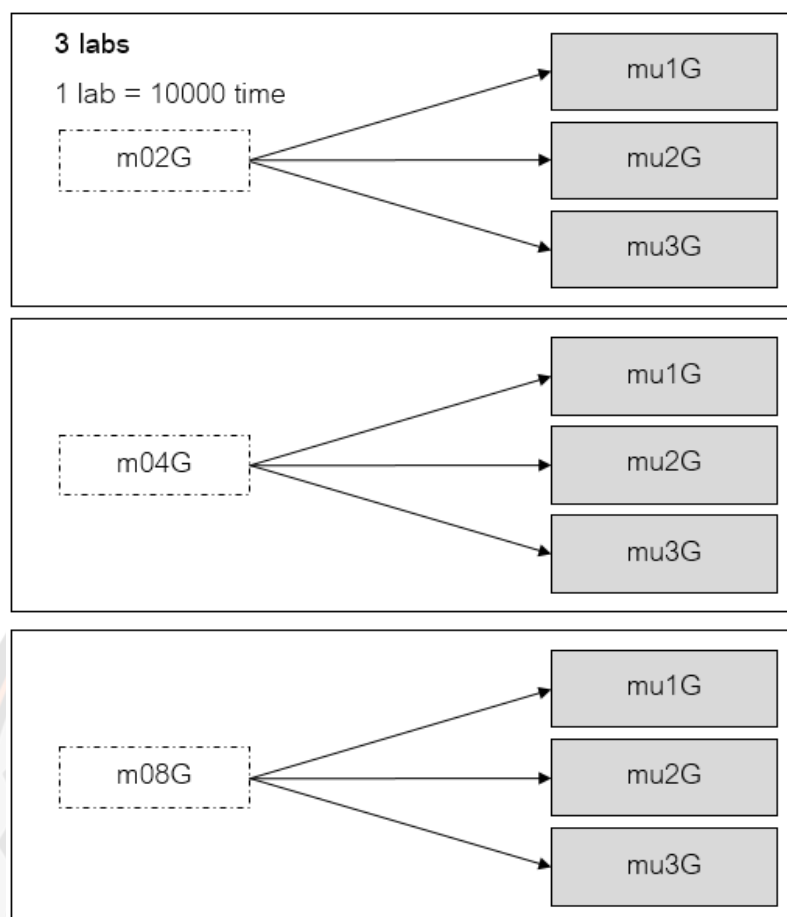 3 labs
1 lab = 10000 time
mu1G
m02G
mu2G
mu3G
mu1G
m04G
mu2G
mu3G
mu1G
m08G
mu2G
mu3G